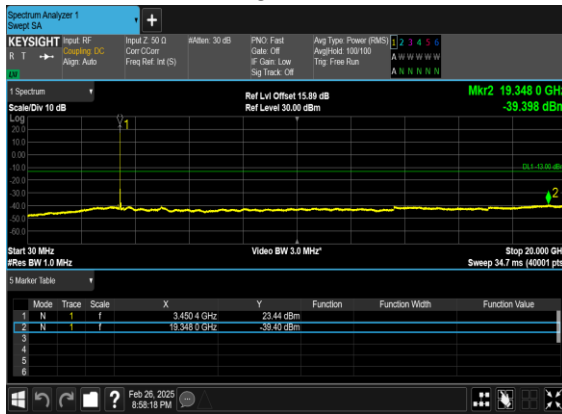 Spectrum Analyzer 1
Swept SA
KEYSIGHT
R T
Input: RF
Coupling: DC
Align: Auto
Input Z: 50 Ω
Corr CCorr
Freq Ref: Int (S)
#Atten: 30 dB
PNO: Fast
Gate: Off
IF Gain: Low
Sig Track: Off
Avg Type: Power (RMS)
Avg|Hold: 100/100
Trig: Free Run
1 2 3 4 5 6
A W W W W W
A N N N N N
1 Spectrum
Scale/Div 10 dB
Ref Lvl Offset 15.89 dB
Ref Level 30.00 dBm
Mkr2 19.348 0 GHz
-39.398 dBm
Log
20.0
10.0
0.00
-10.0
-20.0
-30.0
-40.0
-50.0
-60.0
1
DL1 -13.00 dBm
2
Start 30 MHz
#Res BW 1.0 MHz
Video BW 3.0 MHz*
Stop 20.000 GHz
Sweep 34.7 ms (40001 pts)
5 Marker Table
Mode Trace Scale X Y Function Function Width Function Value
1 N 1 f 3.450 4 GHz 23.44 dBm
2 N 1 f 19.348 0 GHz -39.40 dBm
3
4
5
6
?
Feb 26, 2025
8:58:18 PM